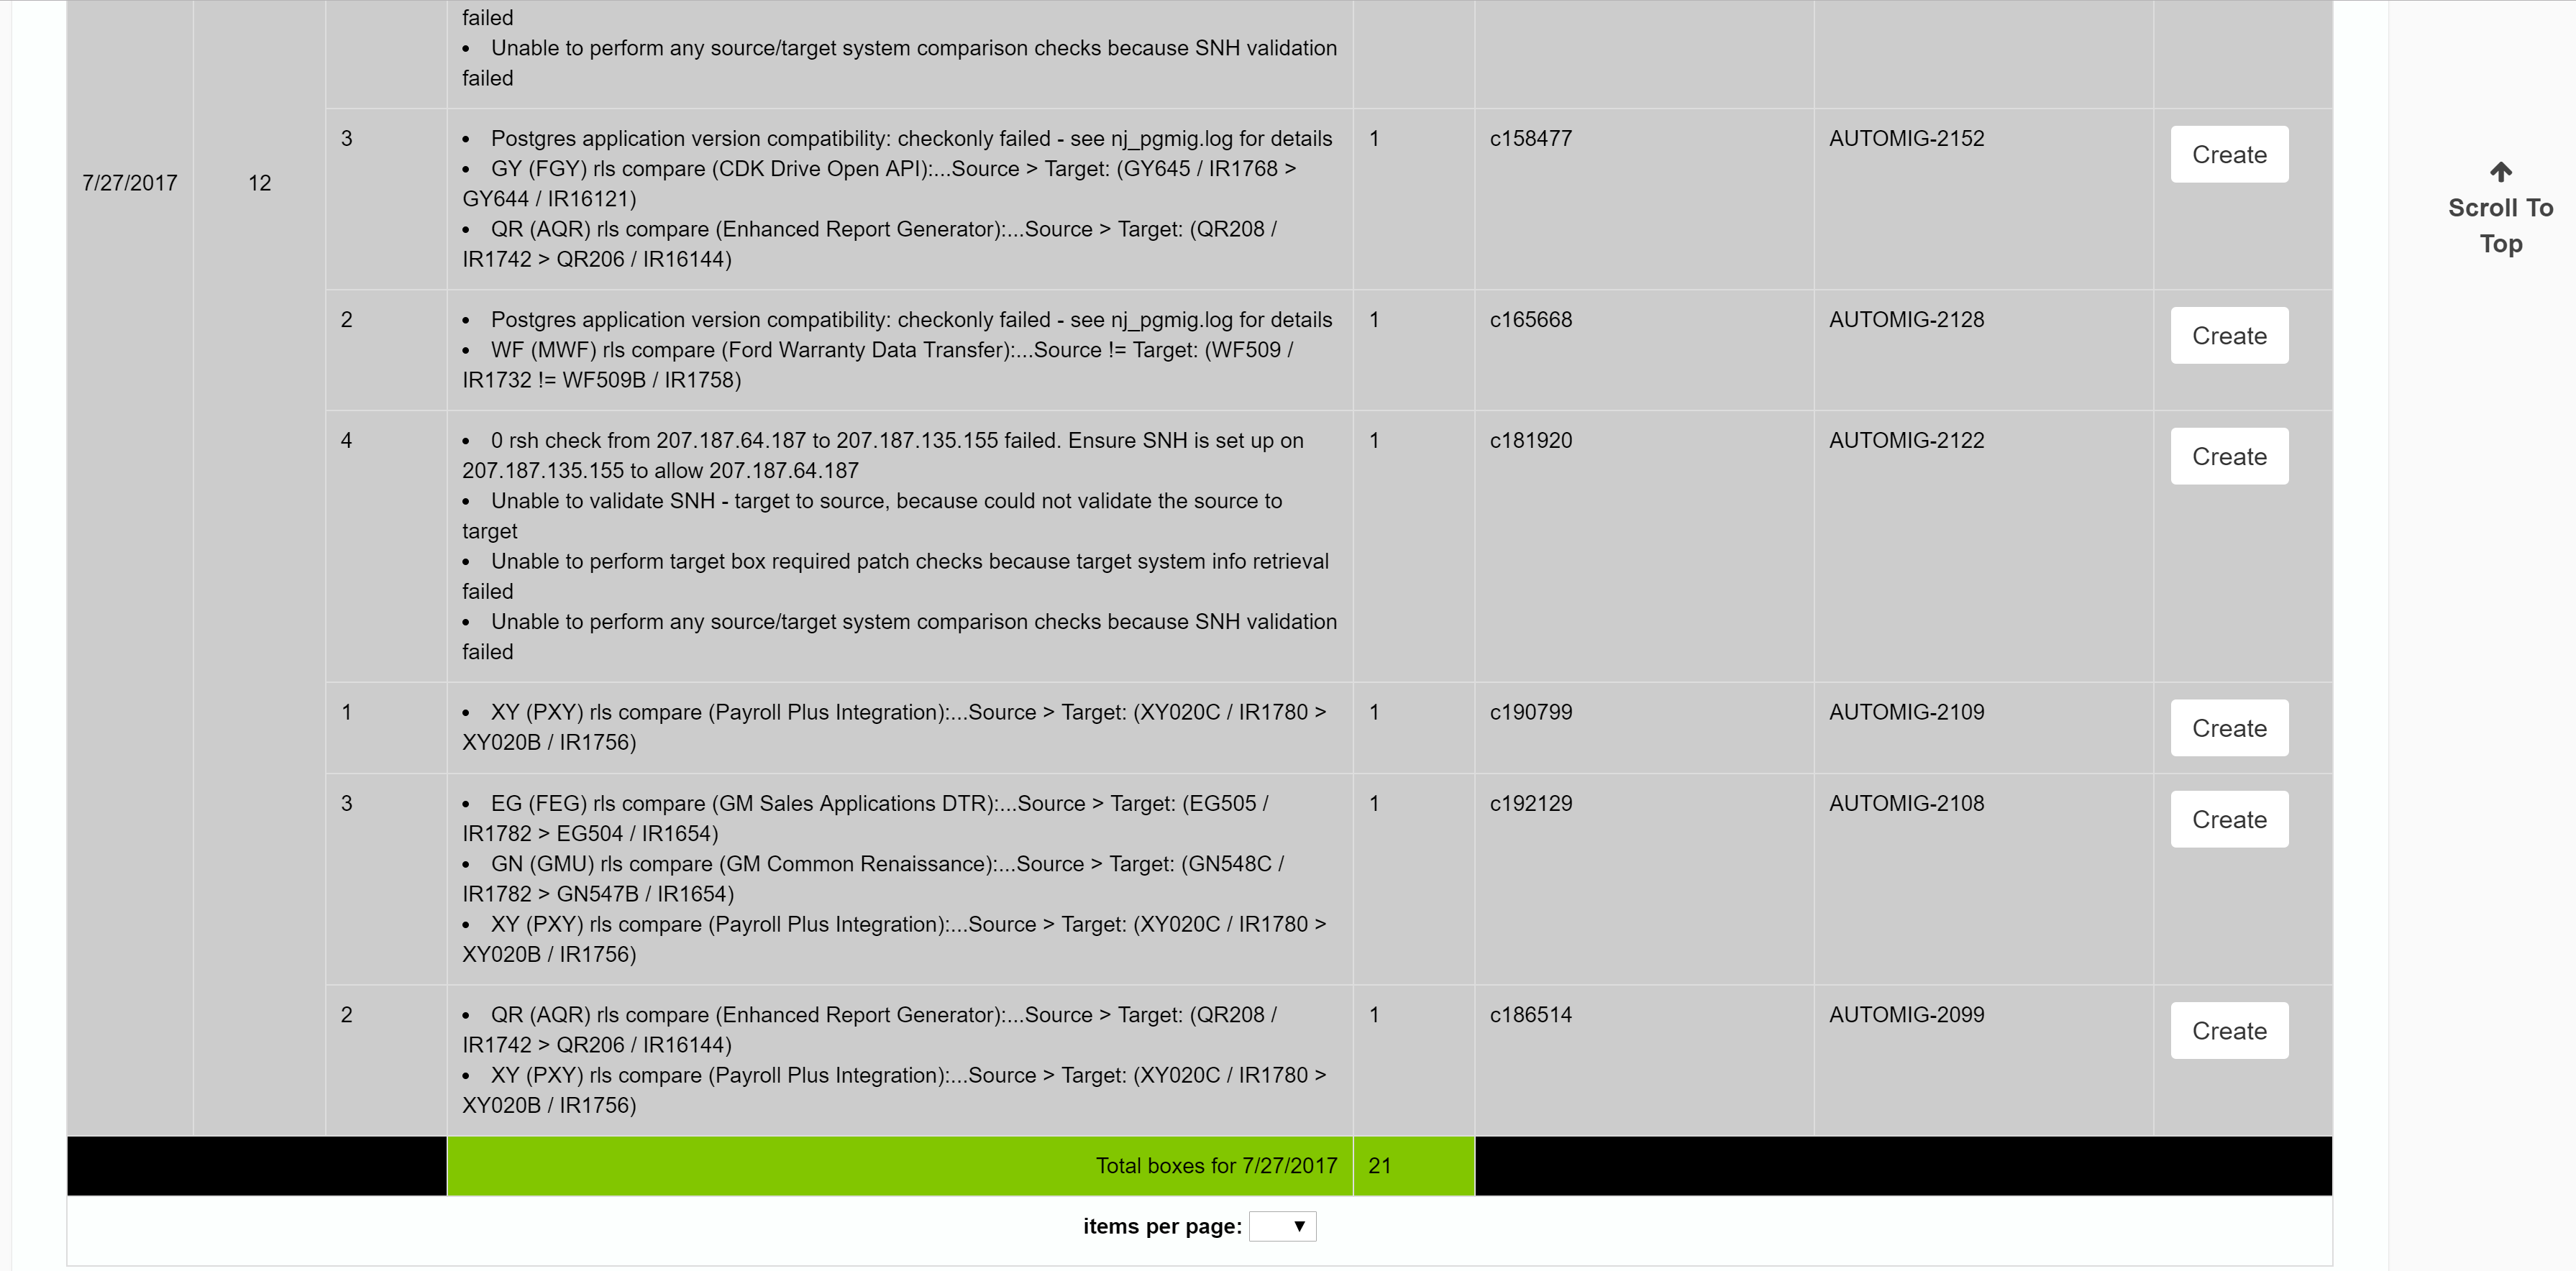 failed
• Unable to perform any source/target system comparison checks because SNH validation
failed
7/27/2017
12
3
• Postgres application version compatibility: checkonly failed - see nj_pgmig.log for details
• GY (FGY) rls compare (CDK Drive Open API):...Source > Target: (GY645 / IR1768 >
GY644 / IR16121)
• QR (AQR) rls compare (Enhanced Report Generator):...Source > Target: (QR208 /
IR1742 > QR206 / IR16144)
1
c158477
AUTOMIG-2152
Create
2
• Postgres application version compatibility: checkonly failed - see nj_pgmig.log for details
• WF (MWF) rls compare (Ford Warranty Data Transfer):...Source != Target: (WF509 /
IR1732 != WF509B / IR1758)
1
c165668
AUTOMIG-2128
Create
4
• 0 rsh check from 207.187.64.187 to 207.187.135.155 failed. Ensure SNH is set up on
207.187.135.155 to allow 207.187.64.187
• Unable to validate SNH - target to source, because could not validate the source to
target
• Unable to perform target box required patch checks because target system info retrieval
failed
• Unable to perform any source/target system comparison checks because SNH validation
failed
1
c181920
AUTOMIG-2122
Create
1
• XY (PXY) rls compare (Payroll Plus Integration):...Source > Target: (XY020C / IR1780 >
XY020B / IR1756)
1
c190799
AUTOMIG-2109
Create
3
• EG (FEG) rls compare (GM Sales Applications DTR):...Source > Target: (EG505 /
IR1782 > EG504 / IR1654)
• GN (GMU) rls compare (GM Common Renaissance):...Source > Target: (GN548C /
IR1782 > GN547B / IR1654)
• XY (PXY) rls compare (Payroll Plus Integration):...Source > Target: (XY020C / IR1780 >
XY020B / IR1756)
1
c192129
AUTOMIG-2108
Create
2
• QR (AQR) rls compare (Enhanced Report Generator):...Source > Target: (QR208 /
IR1742 > QR206 / IR16144)
• XY (PXY) rls compare (Payroll Plus Integration):...Source > Target: (XY020C / IR1780 >
XY020B / IR1756)
1
c186514
AUTOMIG-2099
Create
Total boxes for 7/27/2017
21
items per page:
Scroll To
Top